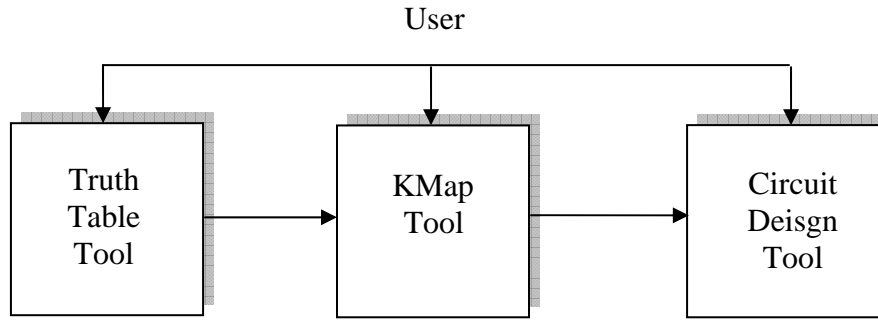 User
Truth
Table
Tool
KMap
Tool
Circuit
Deisgn
Tool